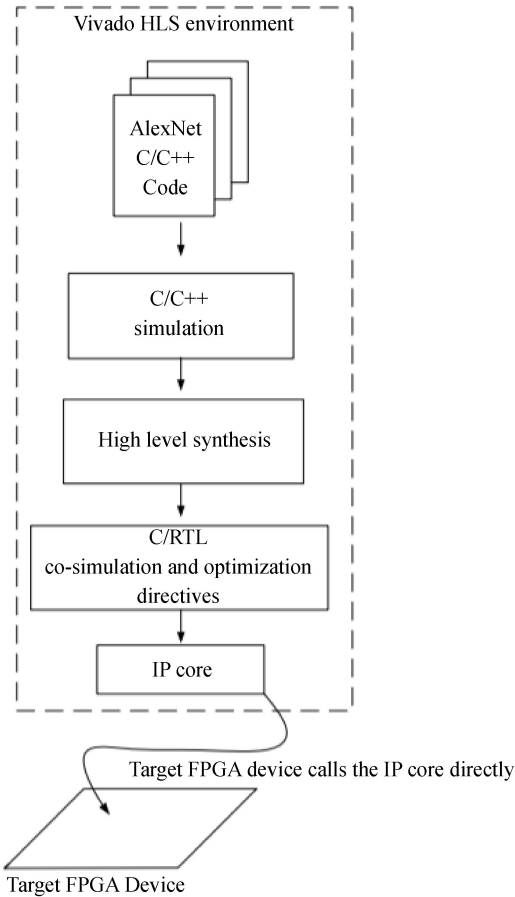 Vivado HLS environment
AlexNet
C/C++
Code
C/C++
simulation
High level synthesis
C/RTL
co-simulation and optimization
directives
IP core
Target FPGA device calls the IP core directly
Target FPGA Device